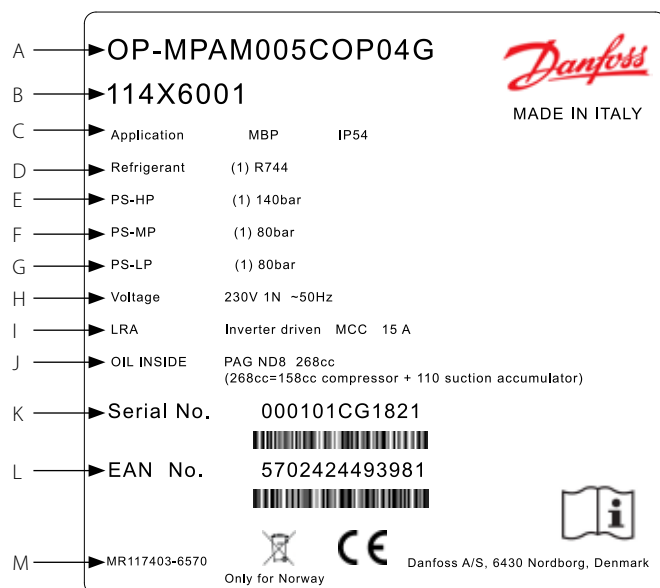 A OP-MPAM005COP04G
Danfoss
B 114X6001
MADE IN ITALY
C Application MBP IP54
D Refrigerant (1) R744
E PS-HP (1) 140bar
F PS-MP (1) 80bar
G PS-LP (1) 80bar
H Voltage 230V 1N ~50Hz
I LRA Inverter driven MCC 15 A
J OIL INSIDE PAG ND8 268cc
(268cc=158cc compressor + 110 suction accumulator)
K Serial No. 000101CG1821
L EAN No. 5702424493981
i
M MR117403-6570 CE Danfoss A/S, 6430 Nordborg, Denmark
Only for Norway